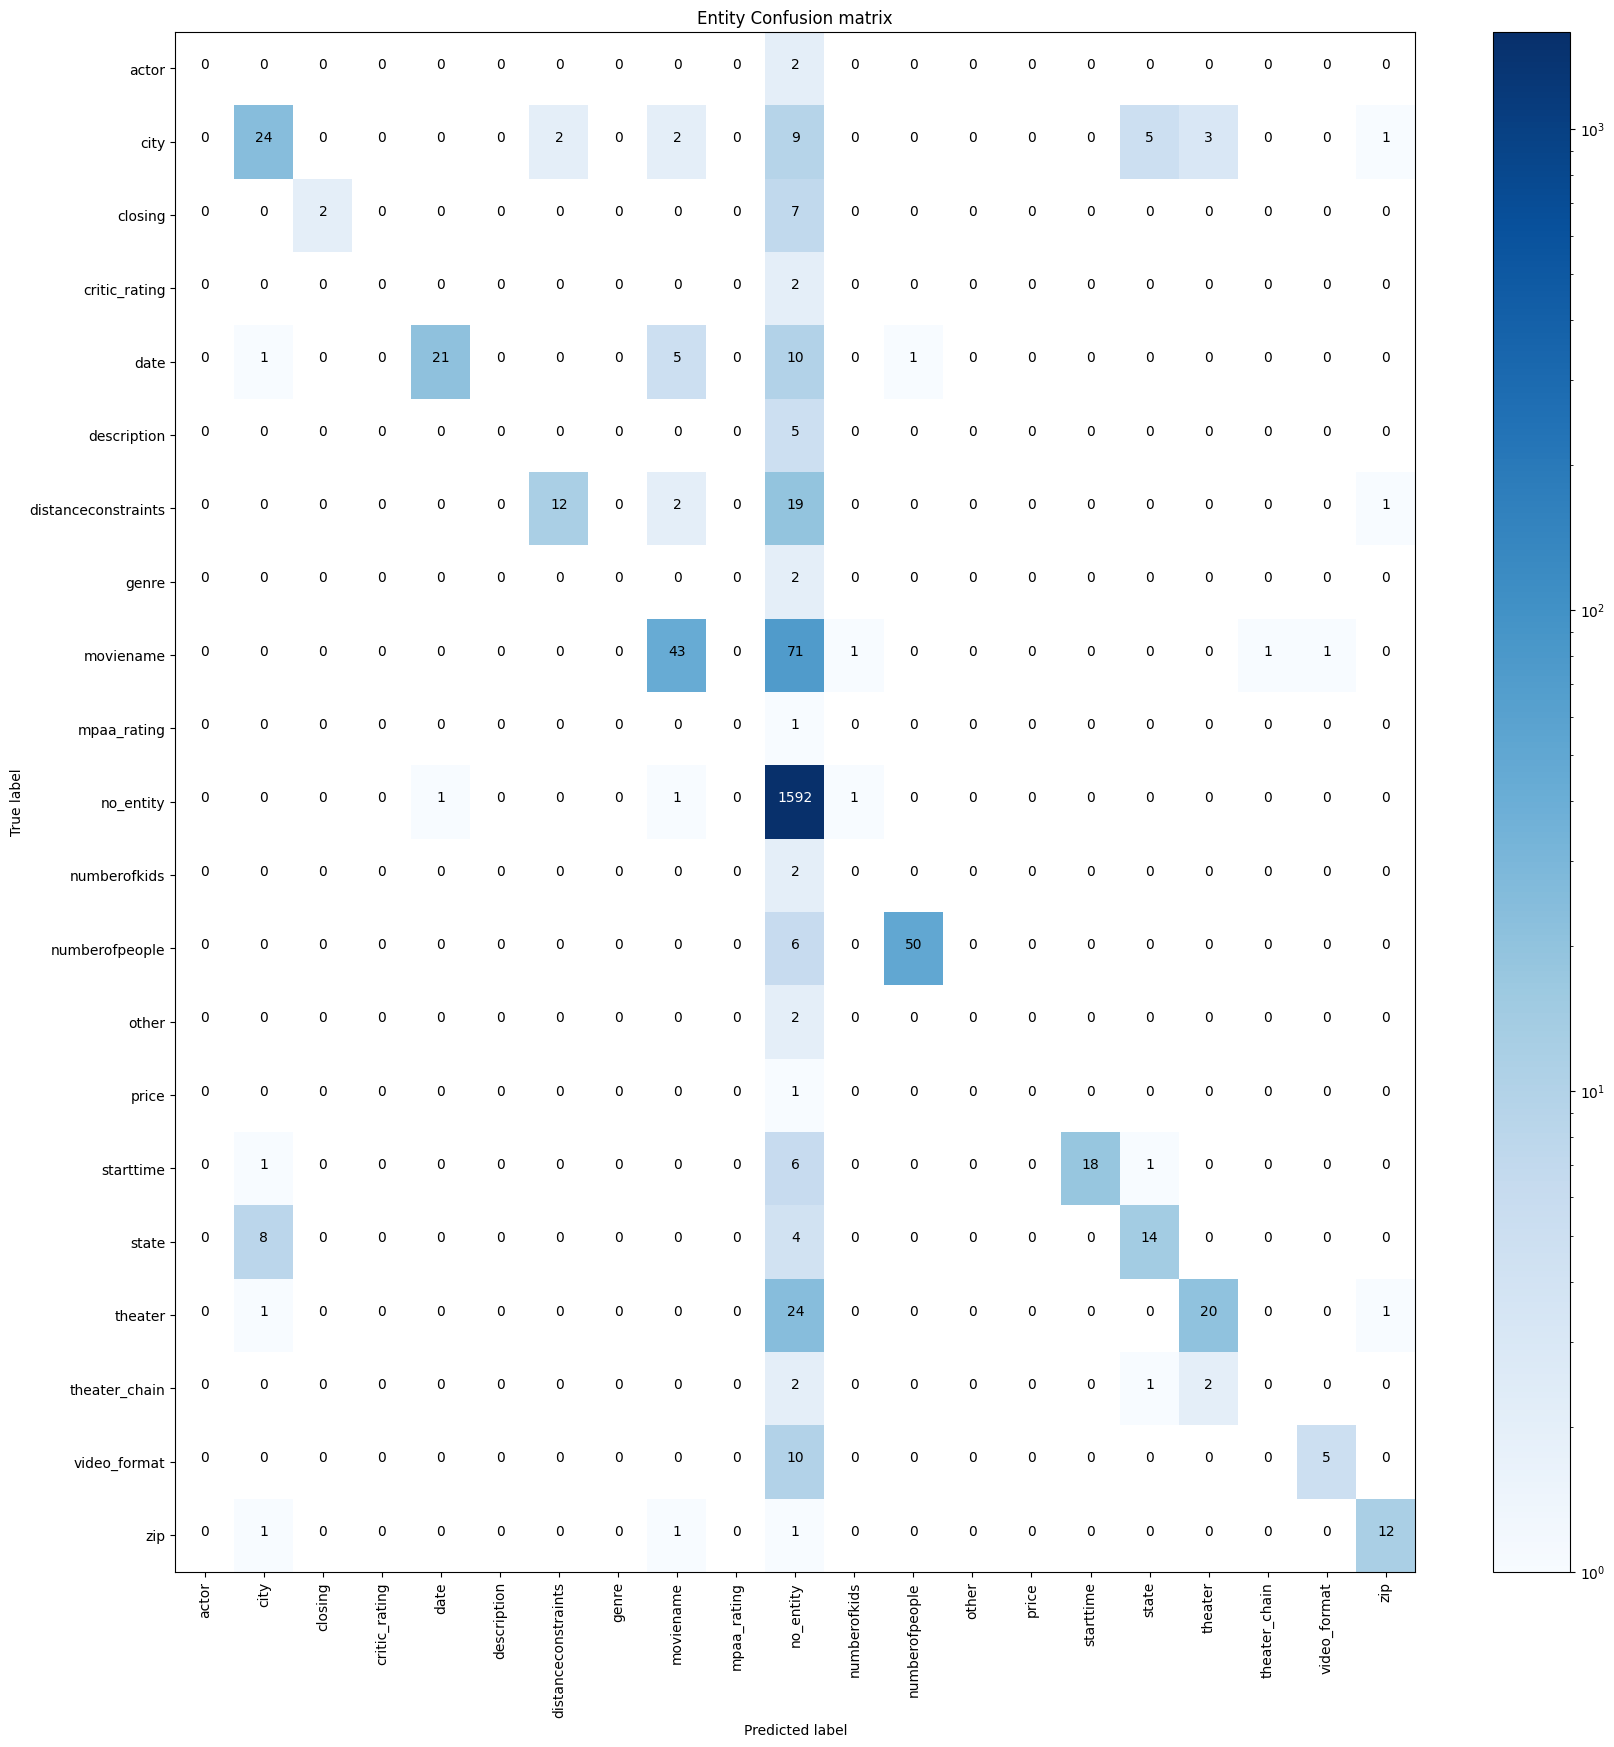 Entity Confusion matrix
True label
actor 0 0 0 0 0 0 0 0 0 0 2 0 0 0 0 0 0 0 0 0 0
city 0 24 0 0 0 0 2 0 2 0 9 0 0 0 0 0 5 3 0 0 1
closing 0 0 2 0 0 0 0 0 0 0 7 0 0 0 0 0 0 0 0 0 0
critic_rating 0 0 0 0 0 0 0 0 0 0 2 0 0 0 0 0 0 0 0 0 0
date 0 1 0 0 21 0 0 0 5 0 10 0 1 0 0 0 0 0 0 0 0
description 0 0 0 0 0 0 0 0 0 0 5 0 0 0 0 0 0 0 0 0 0
distanceconstraints 0 0 0 0 0 0 12 0 2 0 19 0 0 0 0 0 0 0 0 0 1
genre 0 0 0 0 0 0 0 0 0 0 2 0 0 0 0 0 0 0 0 0 0
moviename 0 0 0 0 0 0 0 0 43 0 71 1 0 0 0 0 0 0 1 1 0
mpaa_rating 0 0 0 0 0 0 0 0 0 0 1 0 0 0 0 0 0 0 0 0 0
no_entity 0 0 0 0 1 0 0 0 1 0 1592 1 0 0 0 0 0 0 0 0 0
numberofkids 0 0 0 0 0 0 0 0 0 0 2 0 0 0 0 0 0 0 0 0 0
numberofpeople 0 0 0 0 0 0 0 0 0 0 6 0 50 0 0 0 0 0 0 0 0
other 0 0 0 0 0 0 0 0 0 0 2 0 0 0 0 0 0 0 0 0 0
price 0 0 0 0 0 0 0 0 0 0 1 0 0 0 0 0 0 0 0 0 0
starttime 0 1 0 0 0 0 0 0 0 0 6 0 0 0 0 18 1 0 0 0 0
state 0 8 0 0 0 0 0 0 0 0 4 0 0 0 0 0 14 0 0 0 0
theater 0 1 0 0 0 0 0 0 0 0 24 0 0 0 0 0 0 20 0 0 1
theater_chain 0 0 0 0 0 0 0 0 0 0 2 0 0 0 0 0 1 2 0 0 0
video_format 0 0 0 0 0 0 0 0 0 0 10 0 0 0 0 0 0 0 0 5 0
zip 0 1 0 0 0 0 0 0 1 0 1 0 0 0 0 0 0 0 0 0 12
actor city closing critic_rating date description distanceconstraints genre moviename mpaa_rating no_entity numberofkids numberofpeople other price starttime state theater theater_chain video_format zip
Predicted label
10³
10²
10¹
10⁰